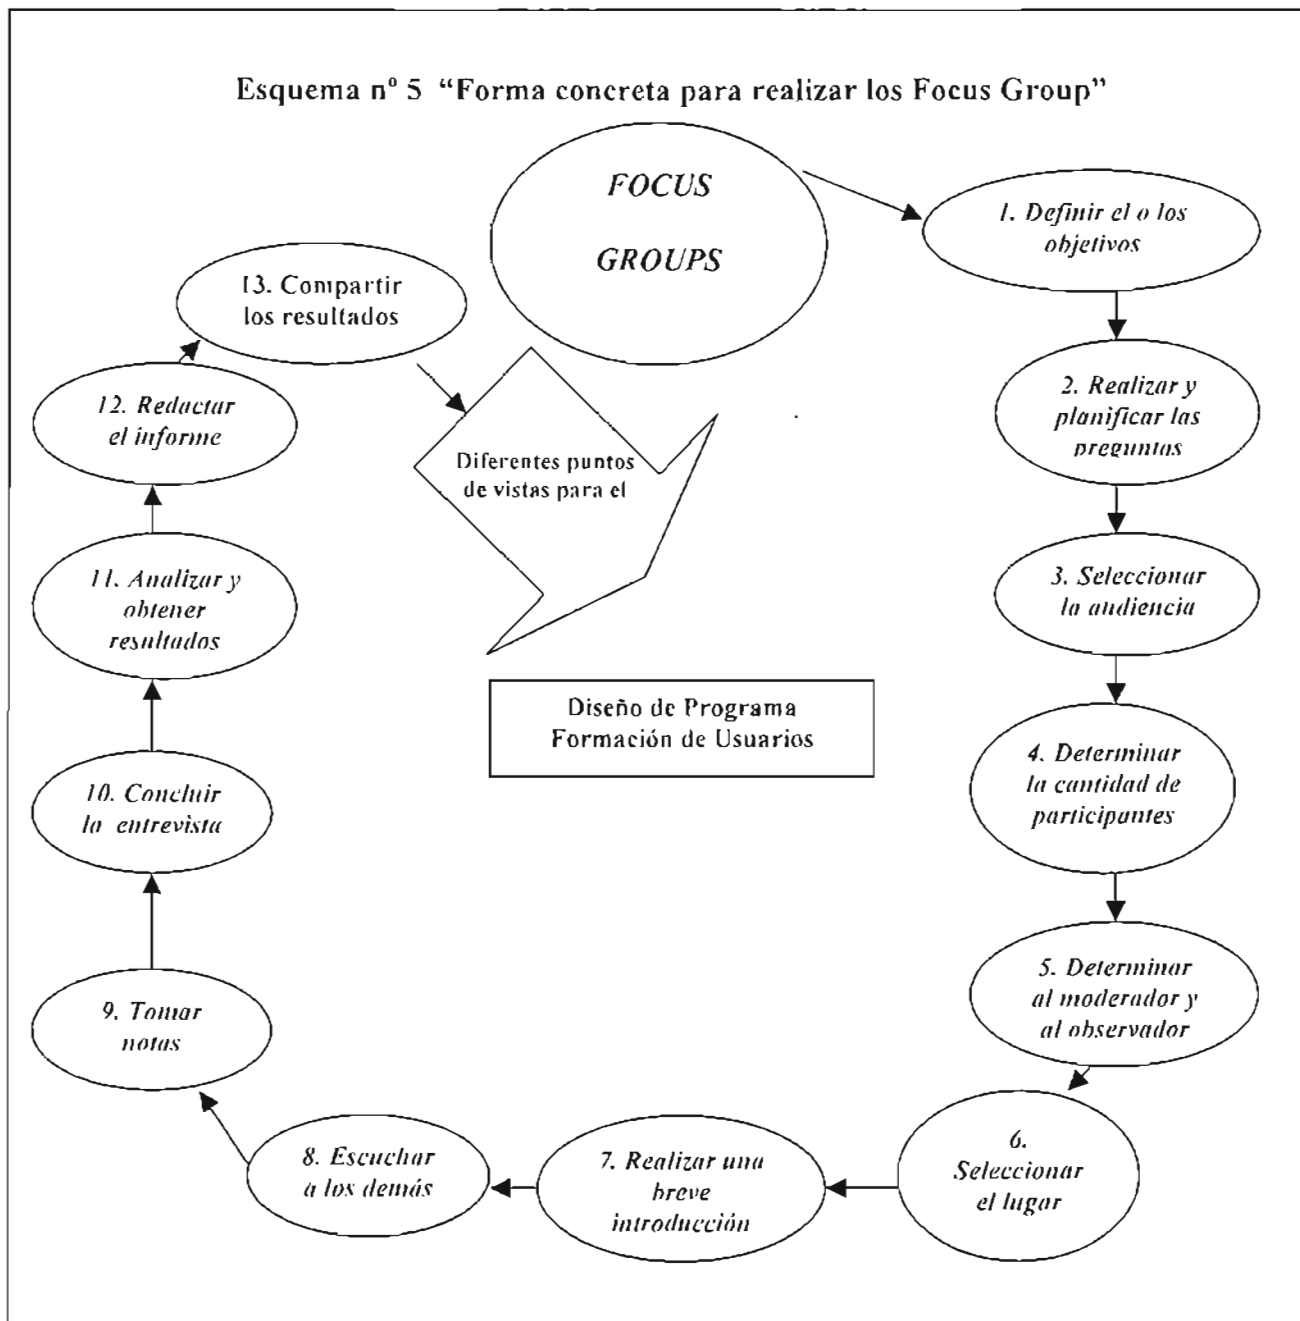 Esquema nº 5 “Forma concreta para realizar los Focus Group”
FOCUS
GROUPS
1. Definir el o los
objetivos
2. Realizar y
planificar las
preguntas
3. Seleccionar
la audiencia
4. Determinar
la cantidad de
participantes
5. Determinar
al moderador y
al observador
6.
Seleccionar
el lugar
7. Realizar una
breve
introducción
8. Escuchar
a los demás
9. Tomar
notas
10. Concluir
la entrevista
11. Analizar y
obtener
resultados
12. Redactar
el informe
13. Compartir
los resultados
Diferentes puntos
de vistas para el
Diseño de Programa
Formación de Usuarios